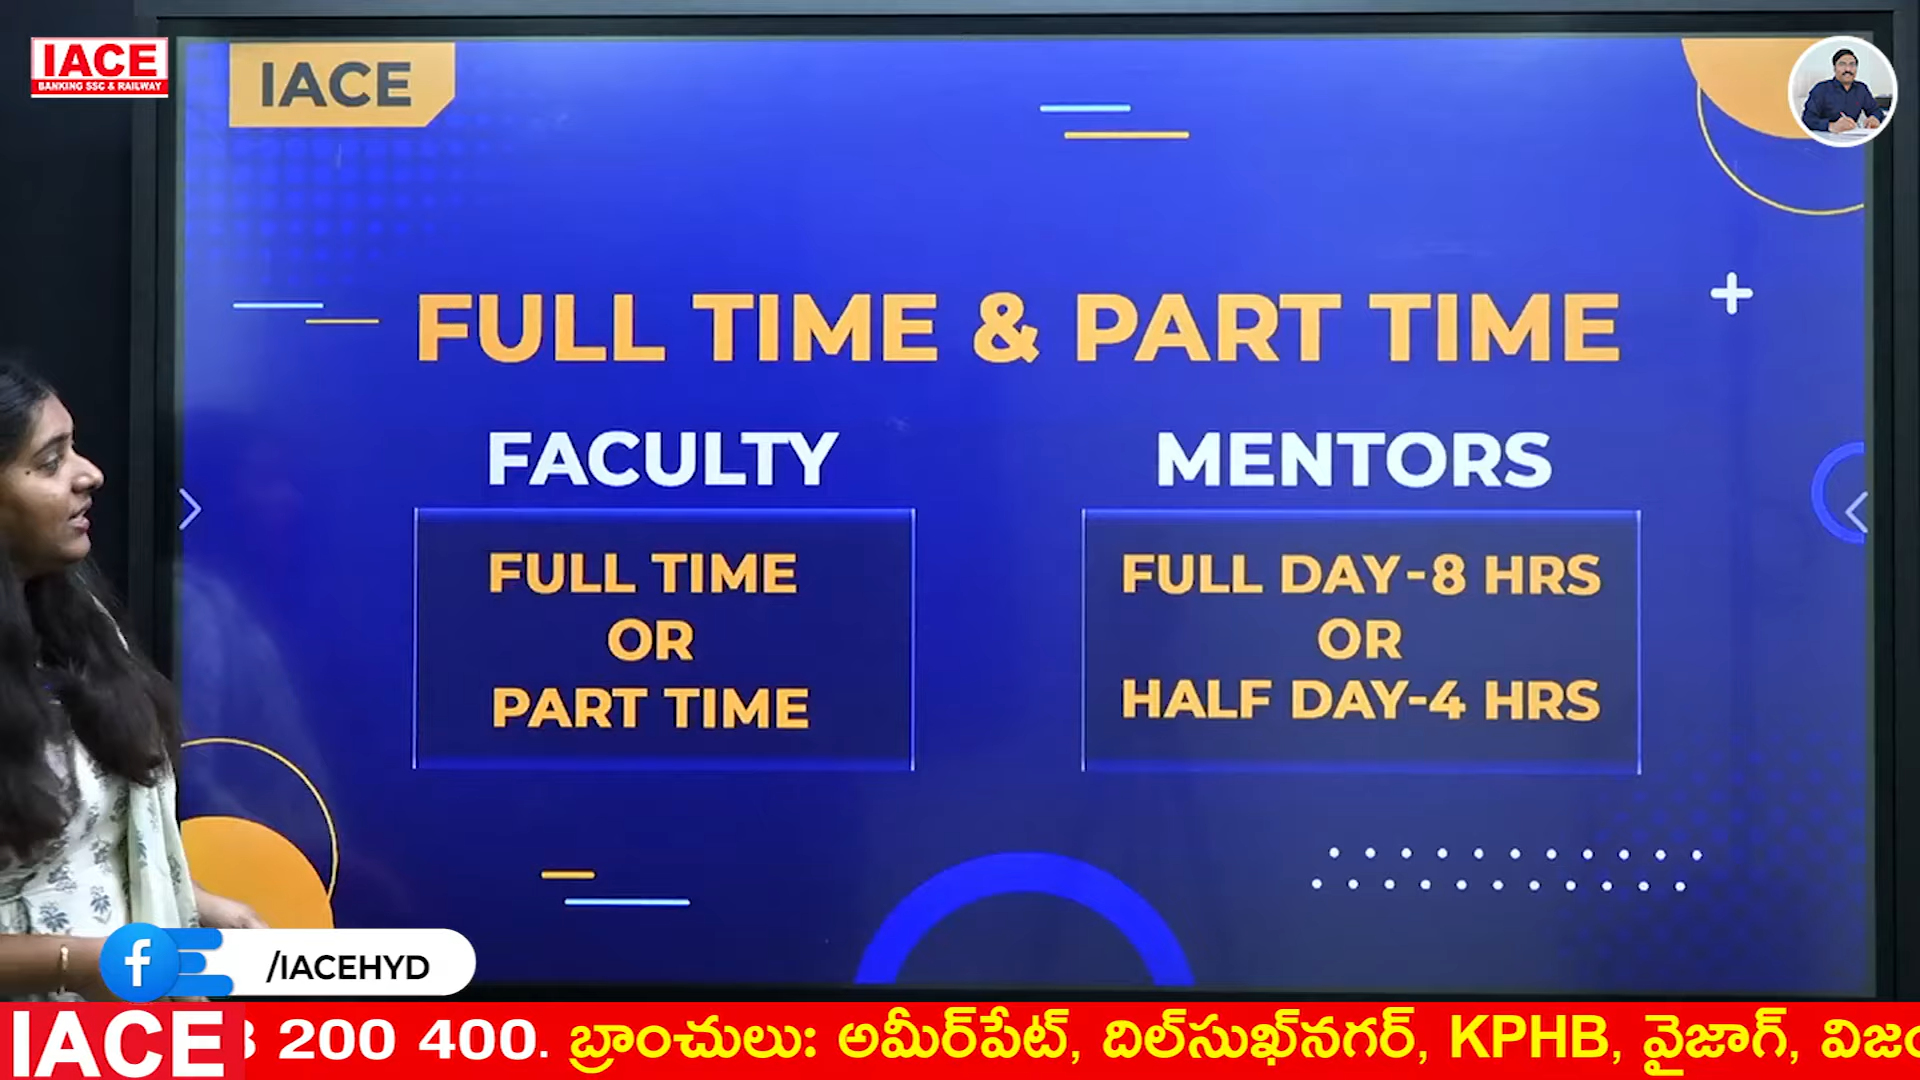 IACE
BANKING SSC & RAILWAY
IACE
FULL TIME & PART TIME
FACULTY
MENTORS
FULL TIME
OR
PART TIME
FULL DAY-8 HRS
OR
HALF DAY-4 HRS
/IACEHYD
IACE
200 400. బ్రాంచులు: అమీర్‌పేట్, దిల్‌సుఖ్‌నగర్, KPHB, వైజాగ్,